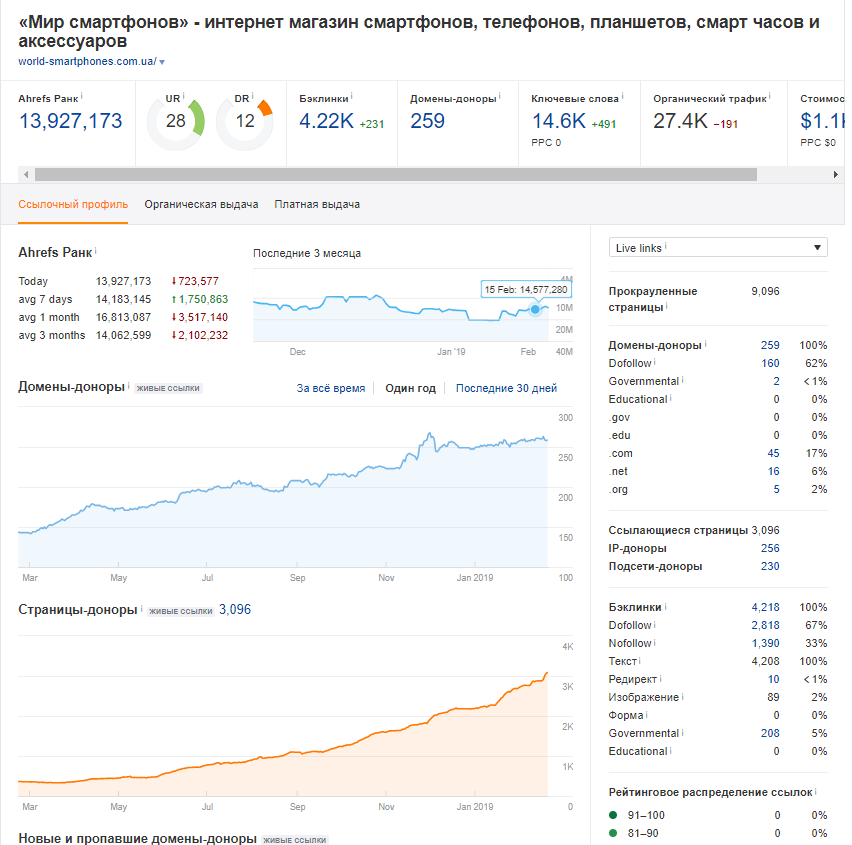 «Мир смартфонов» - интернет магазин смартфонов, телефонов, планшетов, смарт часов и
аксессуаров
world-smartphones.com.ua/
Ahrefs Ранк UR DR Бэклинки Домены-доноры Ключевые слова Органический трафик Стоимос
13,927,173 28 12 4.22K +231 259 14.6K +491 27.4K −191 $1.1K
PPC 0 PPC $0
Ссылочный профиль Органическая выдача Платная выдача
Ahrefs Ранк
Today 13,927,173 ↓723,577
avg 7 days 14,183,145 ↑1,750,863
avg 1 month 16,813,087 ↓3,517,140
avg 3 months 14,062,599 ↓2,102,232
Последние 3 месяца
15 Feb: 14,577,280
4M
10M
20M
40M
Dec Jan '19 Feb
Домены-доноры живые ссылки За всё время Один год Последние 30 дней
300
250
200
150
100
Mar May Jul Sep Nov Jan 2019
Страницы-доноры живые ссылки 3,096
4K
3K
2K
1K
0
Mar May Jul Sep Nov Jan 2019
Новые и пропавшие домены-доноры живые ссылки
Live links
Прокрауленные 9,096
страницы
Домены-доноры 259 100%
Dofollow 160 62%
Governmental 2 <1%
Educational 0 0%
.gov 0 0%
.edu 0 0%
.com 45 17%
.net 16 6%
.org 5 2%
Ссылающиеся страницы 3,096
IP-доноры 256
Подсети-доноры 230
Бэклинки 4,218 100%
Dofollow 2,818 67%
Nofollow 1,390 33%
Текст 4,208 100%
Редирект 10 <1%
Изображение 89 2%
Форма 0 0%
Governmental 208 5%
Educational 0 0%
Рейтинговое распределение ссылок
91–100 0 0%
81–90 0 0%